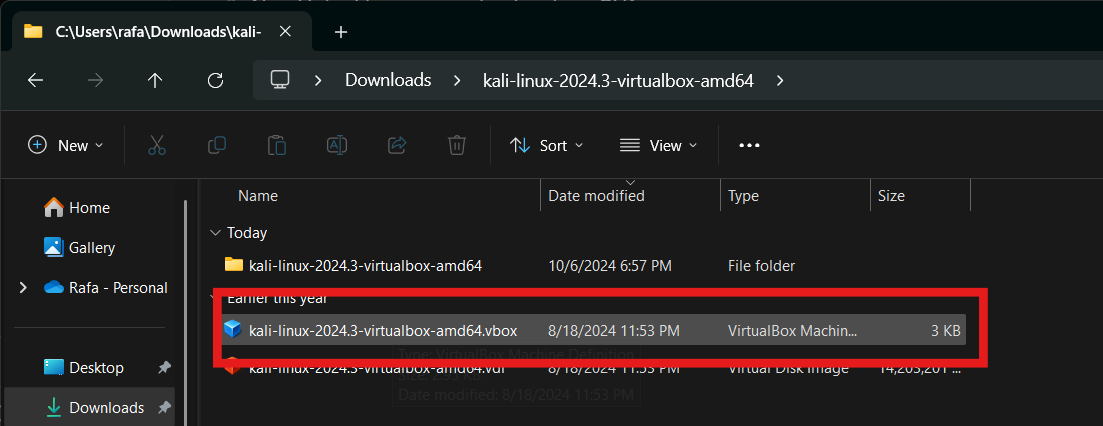 C:\Users\rafa\Downloads\kali-
Downloads > kali-linux-2024.3-virtualbox-amd64 >
New Sort View
Name Date modified Type Size
Home
Gallery
Rafa - Personal
Desktop
Downloads
Today
kali-linux-2024.3-virtualbox-amd64 10/6/2024 6:57 PM File folder
Earlier this year
kali-linux-2024.3-virtualbox-amd64.vbox 8/18/2024 11:53 PM VirtualBox Machin... 3 KB
kali-linux-2024.3-virtualbox-amd64.vdi 8/18/2024 11:53 PM Virtual Disk Image 14,203,201 ...
Type: VirtualBox Machine Definition
Date modified: 8/18/2024 11:53 PM